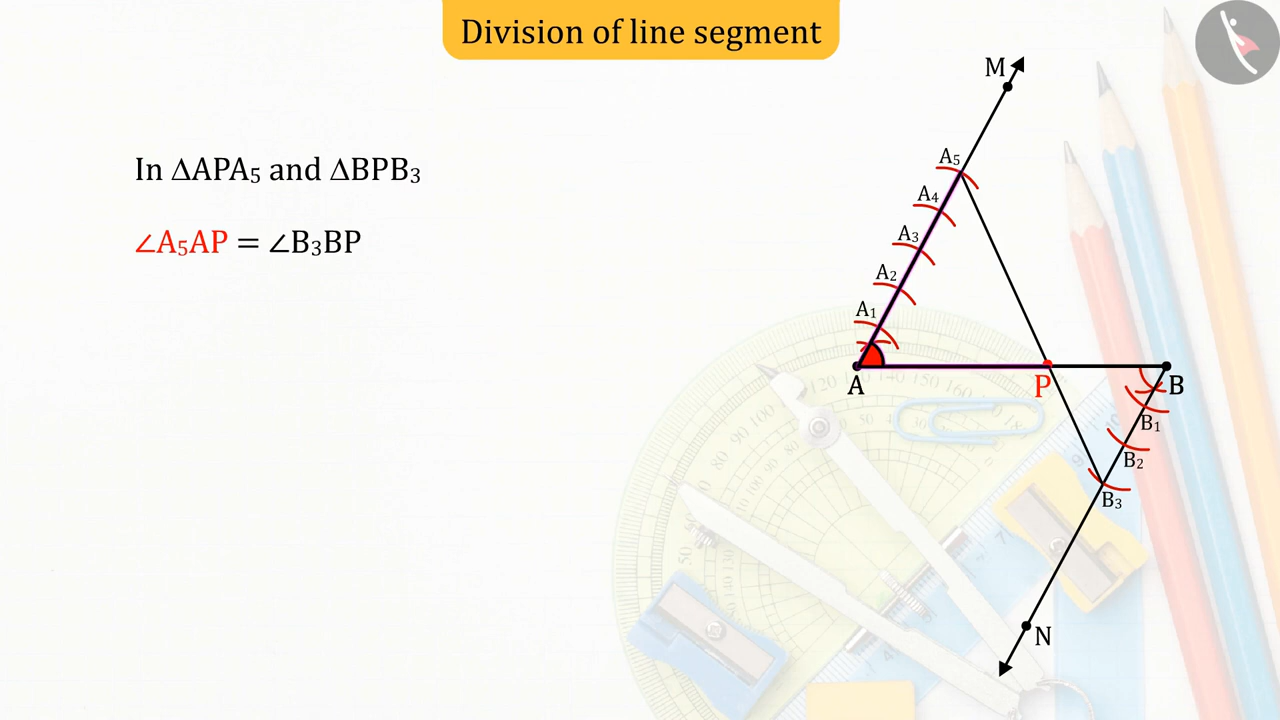 Division of line segment
In ΔAPA₅ and ΔBPB₃
∠A₅AP = ∠B₃BP
M
A₅
A₄
A₃
A₂
A₁
A
P
B
B₁
B₂
B₃
N